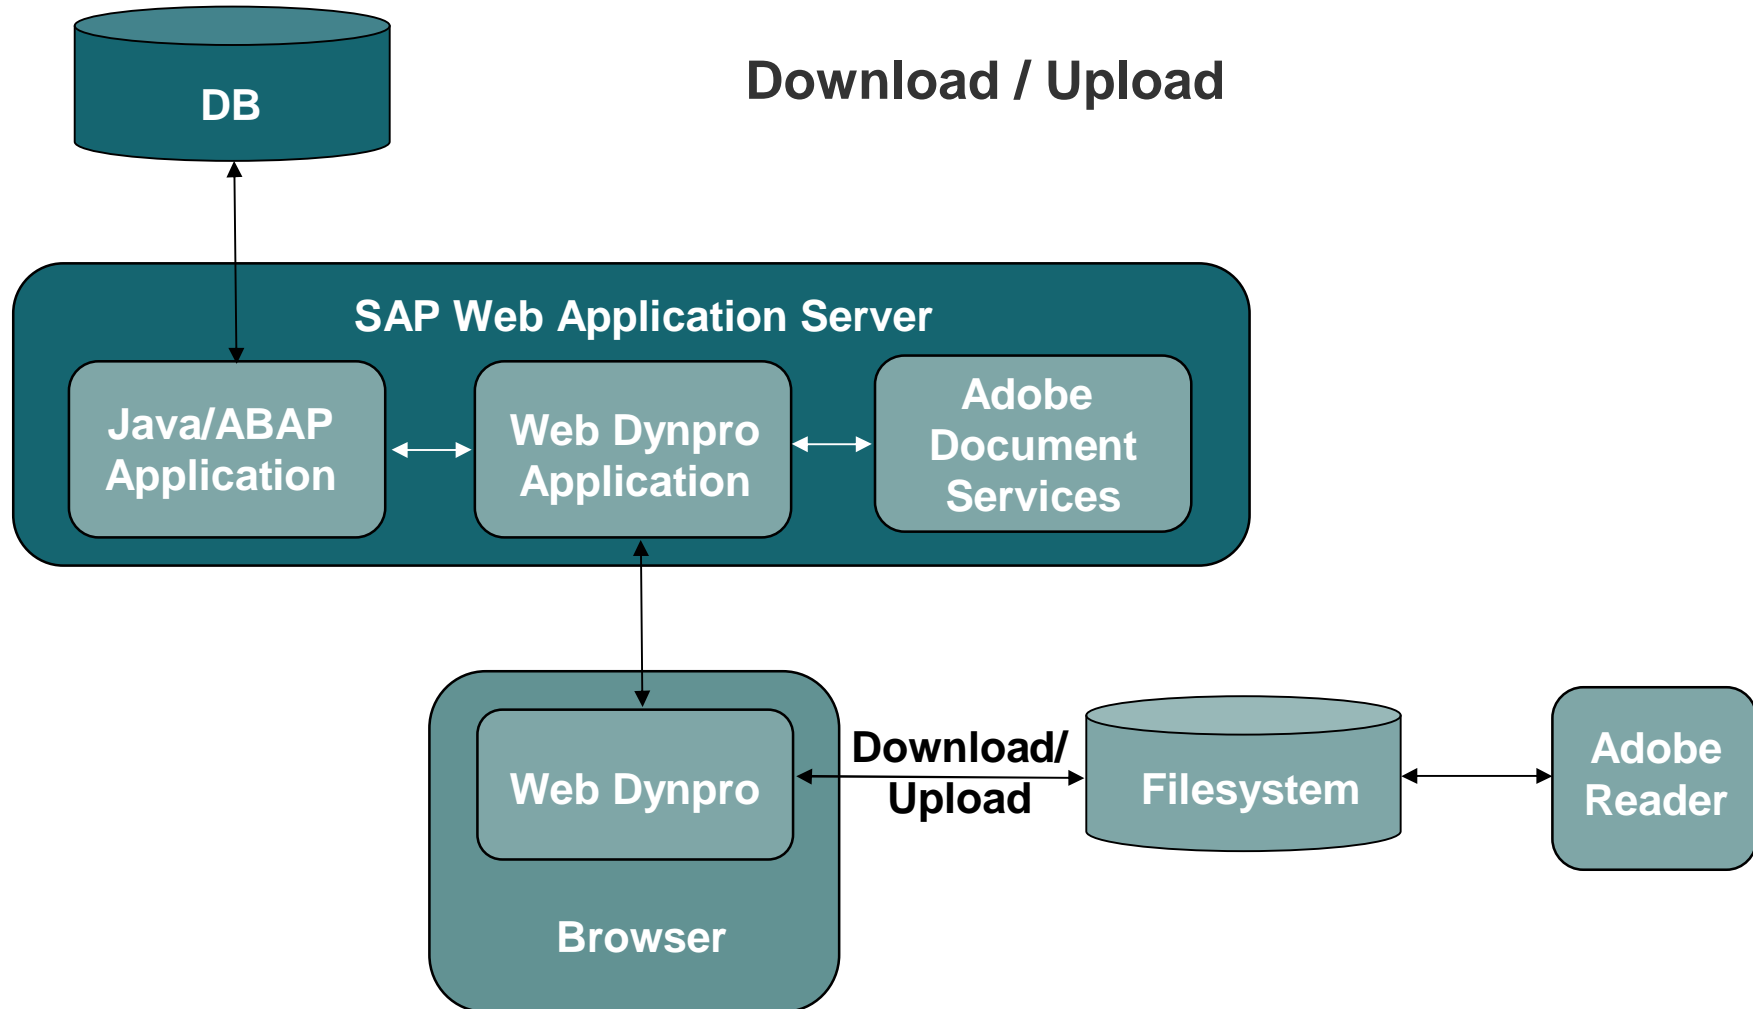 Download / Upload
DB
SAP Web Application Server
Java/ABAP
Application
Web Dynpro
Application
Adobe
Document
Services
Web Dynpro
Browser
Download/
Upload
Filesystem
Adobe
Reader